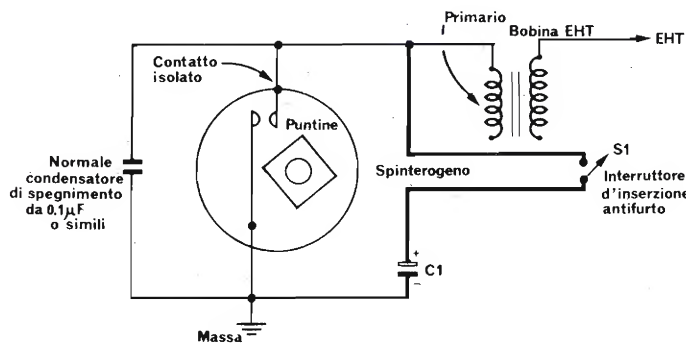 Primario
Bobina EHT
EHT
Contatto
isolato
Puntine
S1
Normale
condensatore
di spegnimento
da 0.1µF
o simili
Spinterogeno
Interruttore
d'inserzione
antifurto
+
C1
−
Massa